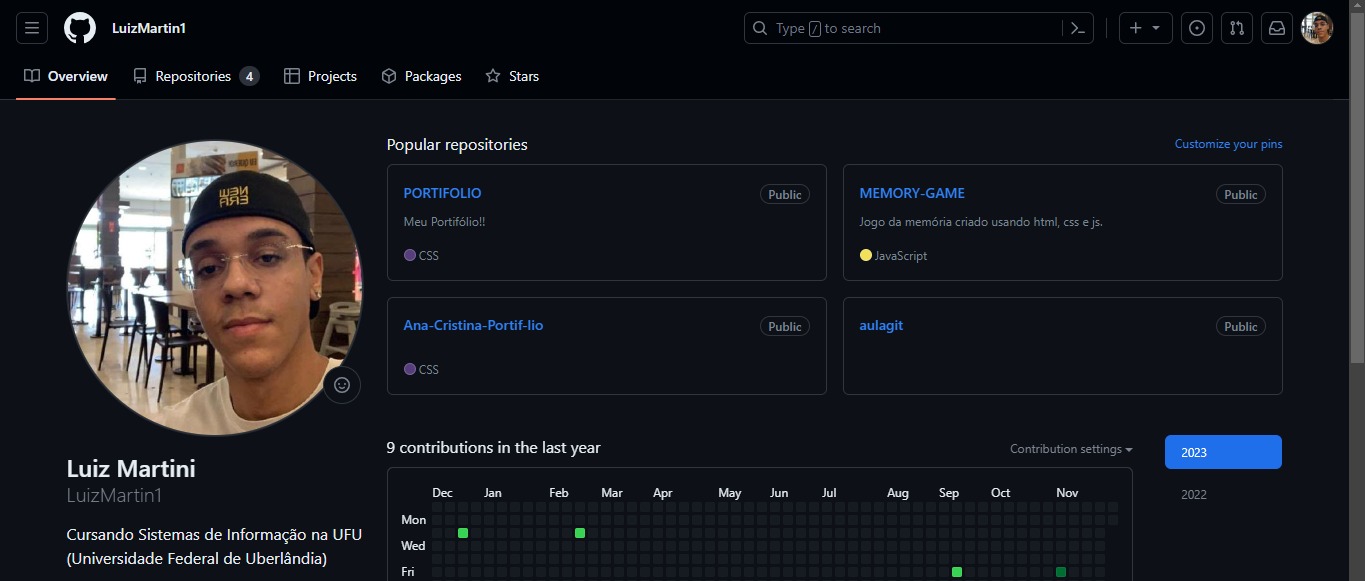 LuizMartin1
Type / to search
Overview
Repositories 4
Projects
Packages
Stars
Popular repositories
Customize your pins
PORTIFOLIO
Public
Meu Portifólio!!
CSS
MEMORY-GAME
Public
Jogo da memória criado usando html, css e js.
JavaScript
Ana-Cristina-Portif-lio
Public
CSS
aulagit
Public
NEW
ERA
Luiz Martini
LuizMartin1
Cursando Sistemas de Informação na UFU
(Universidade Federal de Uberlândia)
9 contributions in the last year
Contribution settings
2023
2022
Dec Jan Feb Mar Apr May Jun Jul Aug Sep Oct Nov
Mon
Wed
Fri